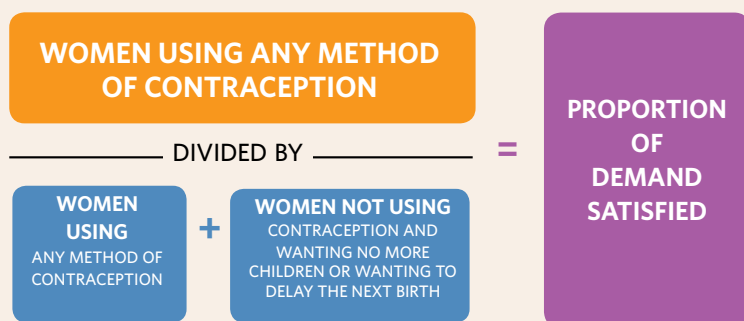 WOMEN USING ANY METHOD
OF CONTRACEPTION
DIVIDED BY
WOMEN
USING
ANY METHOD OF
CONTRACEPTION
+
WOMEN NOT USING
CONTRACEPTION AND
WANTING NO MORE
CHILDREN OR WANTING TO
DELAY THE NEXT BIRTH
=
PROPORTION
OF
DEMAND
SATISFIED